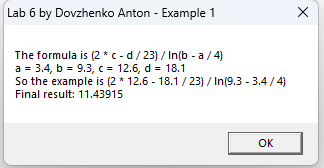 Lab 6 by Dovzhenko Anton - Example 1
The formula is (2 * c - d / 23) / ln(b - a / 4)
a = 3.4, b = 9.3, c = 12.6, d = 18.1
So the example is (2 * 12.6 - 18.1 / 23) / ln(9.3 - 3.4 / 4)
Final result: 11.43915
OK